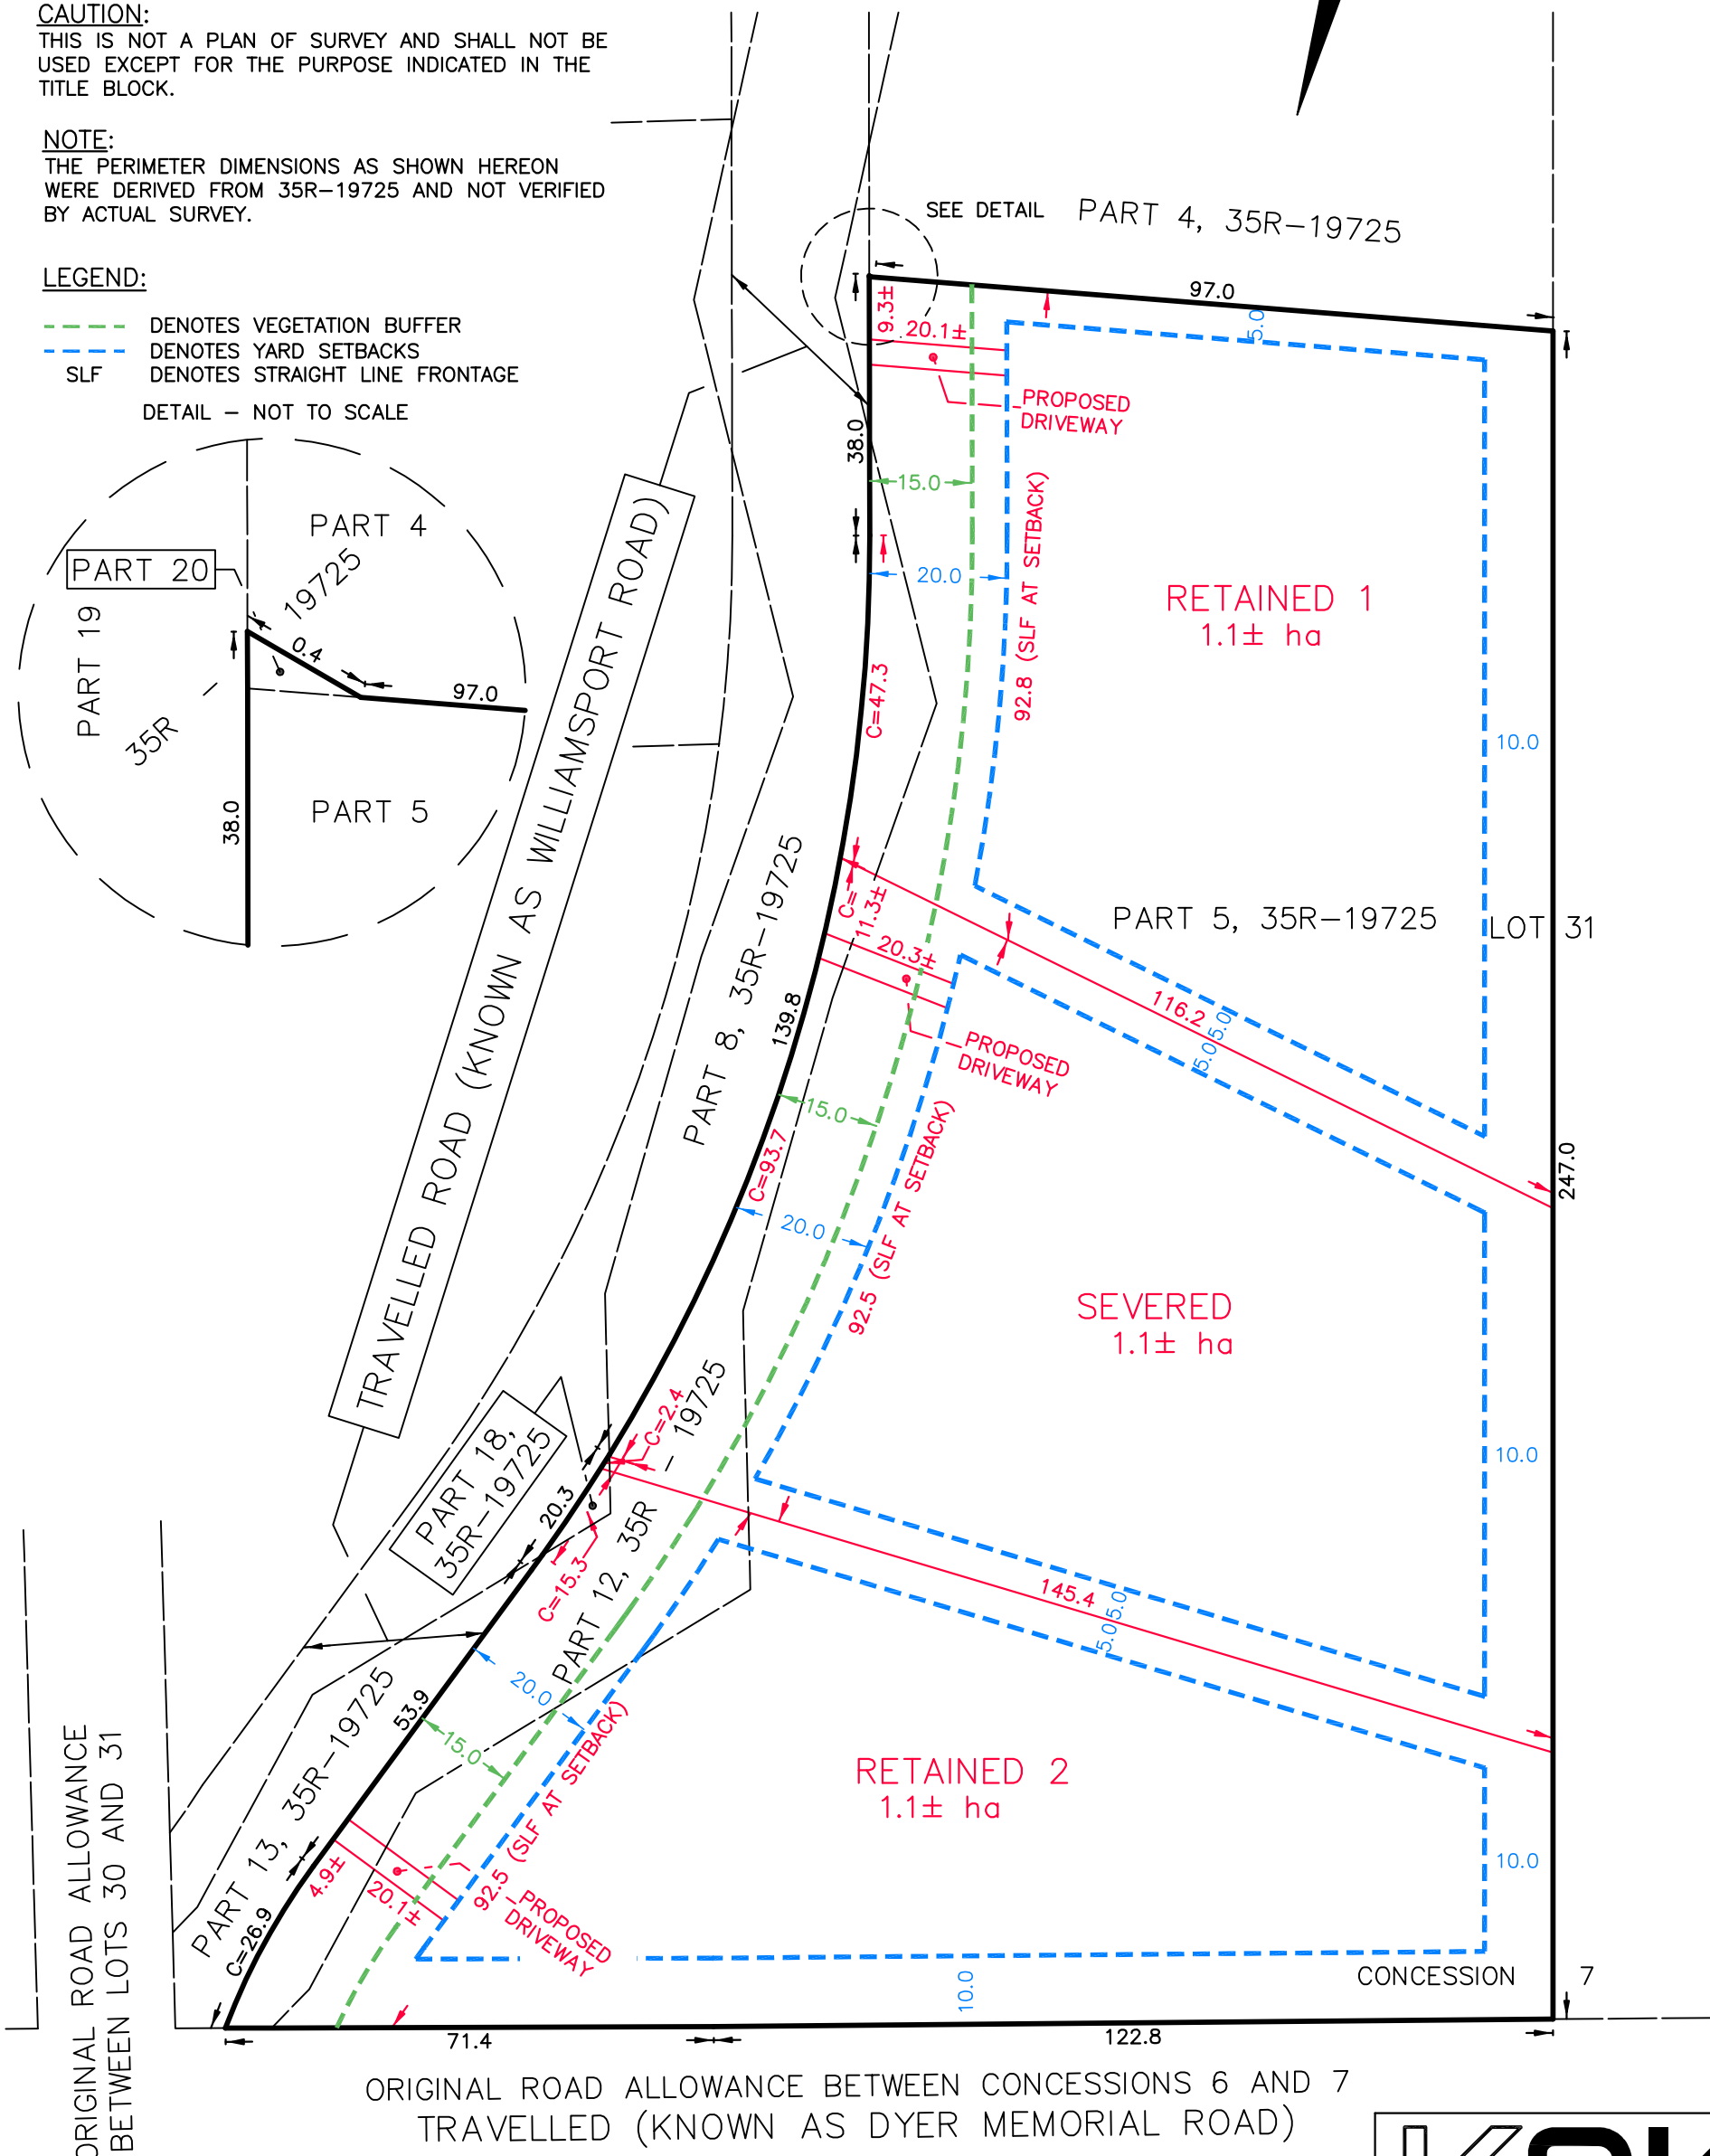 CAUTION:
THIS IS NOT A PLAN OF SURVEY AND SHALL NOT BE
USED EXCEPT FOR THE PURPOSE INDICATED IN THE
TITLE BLOCK.
NOTE:
THE PERIMETER DIMENSIONS AS SHOWN HEREON
WERE DERIVED FROM 35R-19725 AND NOT VERIFIED
BY ACTUAL SURVEY.
LEGEND:
DENOTES VEGETATION BUFFER
DENOTES YARD SETBACKS
SLF DENOTES STRAIGHT LINE FRONTAGE
DETAIL - NOT TO SCALE
PART 4
PART 20
19725
PART 19
0.4
97.0
35R
38.0
PART 5
SEE DETAIL
PART 4, 35R-19725
97.0
5.0
9.3±
20.1±
PROPOSED
DRIVEWAY
38.0
15.0
20.0
92.8 (SLF AT SETBACK)
RETAINED 1
1.1± ha
C=47.3
10.0
TRAVELLED ROAD (KNOWN AS WILLIAMSPORT ROAD)
PART 8, 35R-19725
C=
11.3±
20.3±
PART 5, 35R-19725
LOT 31
139.8
116.2
5.0
5.0
PROPOSED
DRIVEWAY
15.0
C=93.7
20.0
92.5 (SLF AT SETBACK)
247.0
SEVERED
1.1± ha
10.0
PART 18,
35R-19725
C=2.4
20.3
C=15.3
PART 12, 35R - 19725
145.4
5.0
5.0
20.0
53.9
15.0
92.5 (SLF AT SETBACK)
RETAINED 2
1.1± ha
10.0
PART 13, 35R-19725
4.9±
20.1±
PROPOSED
DRIVEWAY
C=26.9
10.0
CONCESSION 7
71.4
122.8
ORIGINAL ROAD ALLOWANCE
BETWEEN LOTS 30 AND 31
ORIGINAL ROAD ALLOWANCE BETWEEN CONCESSIONS 6 AND 7
TRAVELLED (KNOWN AS DYER MEMORIAL ROAD)